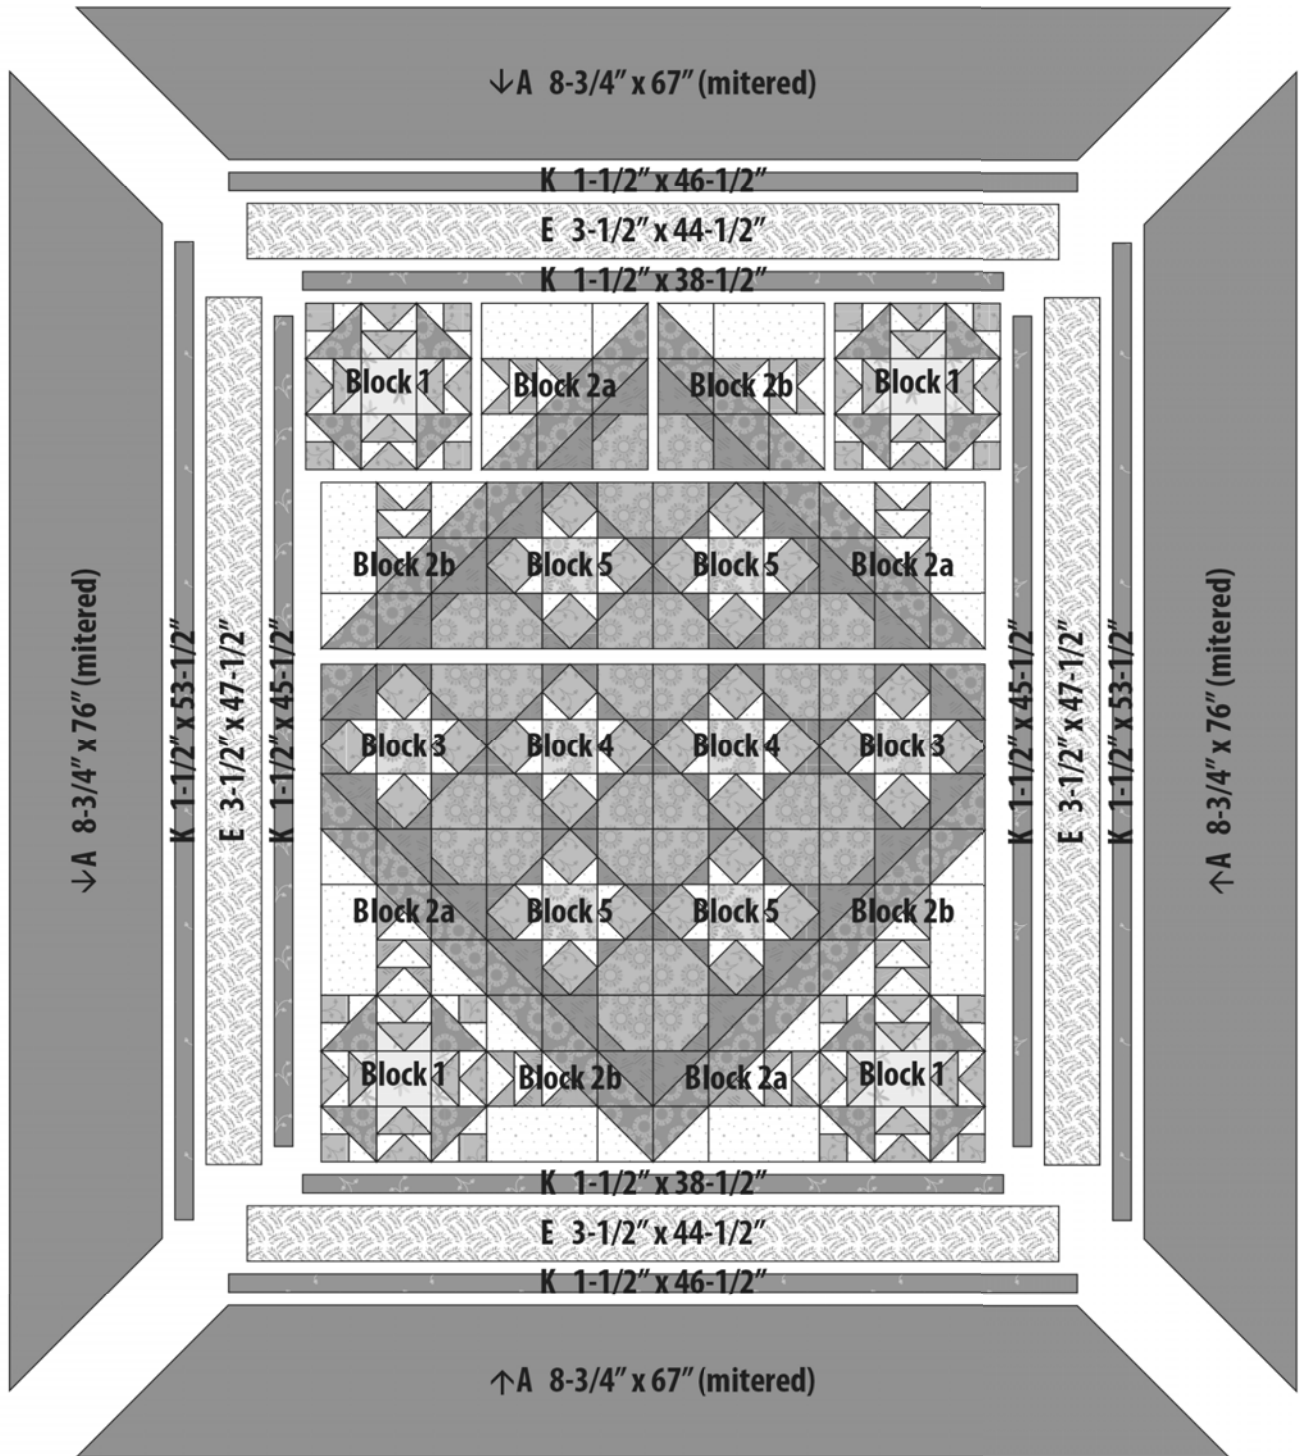 ↓A 8-3/4” x 67” (mitered)
K 1-1/2” x 46-1/2”
E 3-1/2” x 44-1/2”
K 1-1/2” x 38-1/2”
Block 1 Block 2a Block 2b Block 1
Block 2b Block 5 Block 5 Block 2a
↓A 8-3/4” x 76” (mitered)
K 1-1/2” x 53-1/2”
E 3-1/2” x 47-1/2”
K 1-1/2” x 45-1/2”
Block 3 Block 4 Block 4 Block 3
K 1-1/2” x 45-1/2”
E 3-1/2” x 47-1/2”
K 1-1/2” x 53-1/2”
↑A 8-3/4” x 76” (mitered)
Block 2a Block 5 Block 5 Block 2b
Block 1 Block 2b Block 2a Block 1
K 1-1/2” x 38-1/2”
E 3-1/2” x 44-1/2”
K 1-1/2” x 46-1/2”
↑A 8-3/4” x 67” (mitered)